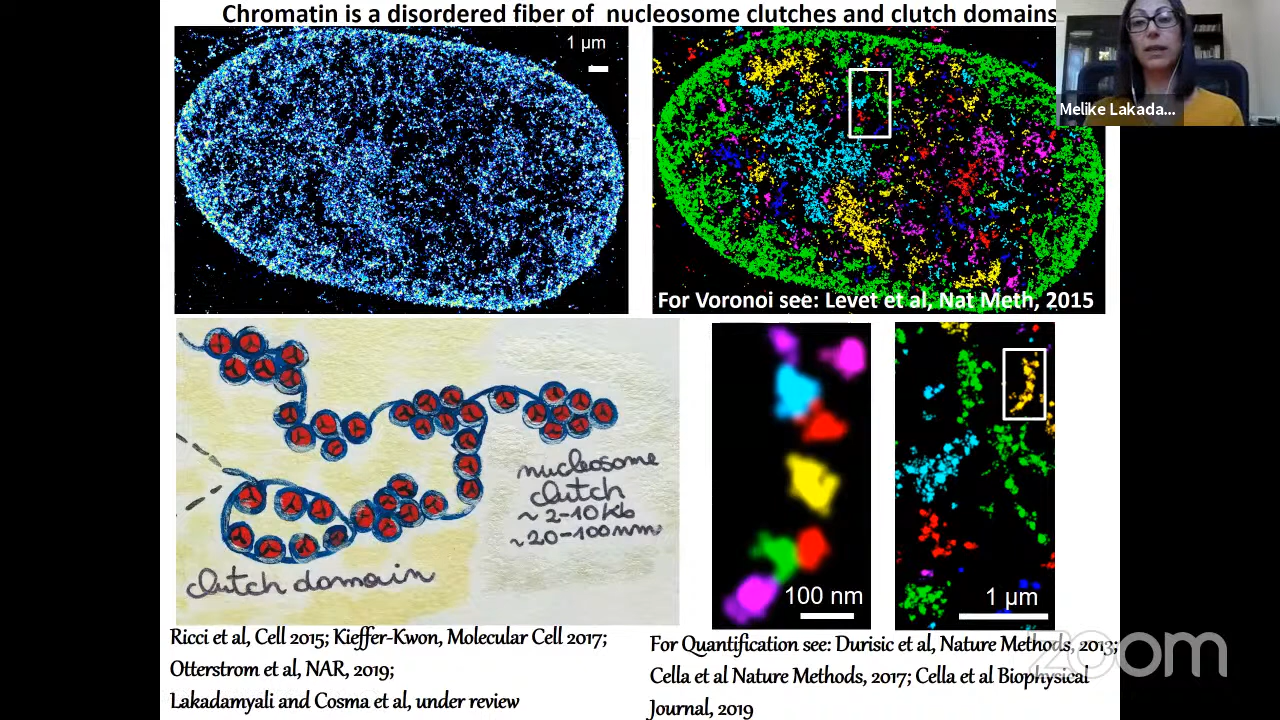 Chromatin is a disordered fiber of nucleosome clutches and clutch domains
1 µm
Melike Lakada...
For Voronoi see: Levet et al, Nat Meth, 2015
nucleosome
clutch
~ 2-10 Kb
~20-100nm
clutch domain
100 nm
1 µm
Ricci et al, Cell 2015; Kieffer-Kwon, Molecular Cell 2017;
Otterstrom et al, NAR, 2019;
Lakadamyali and Cosma et al, under review
For Quantification see: Durisic et al, Nature Methods, 2013;
Cella et al Nature Methods, 2017; Cella et al Biophysical
Journal, 2019
zoom